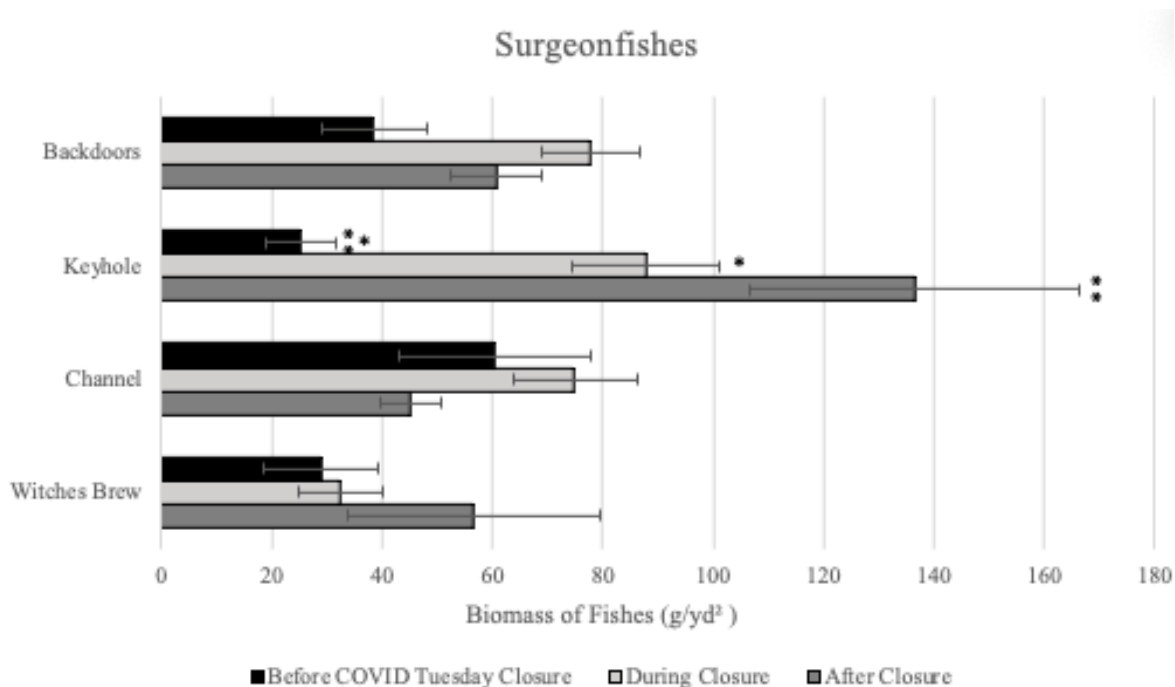 Surgeonfishes
Backdoors
Keyhole
Channel
Witches Brew
* * *
*
* *
0 20 40 60 80 100 120 140 160 180
Biomass of Fishes (g/yd² )
Before COVID Tuesday Closure During Closure After Closure